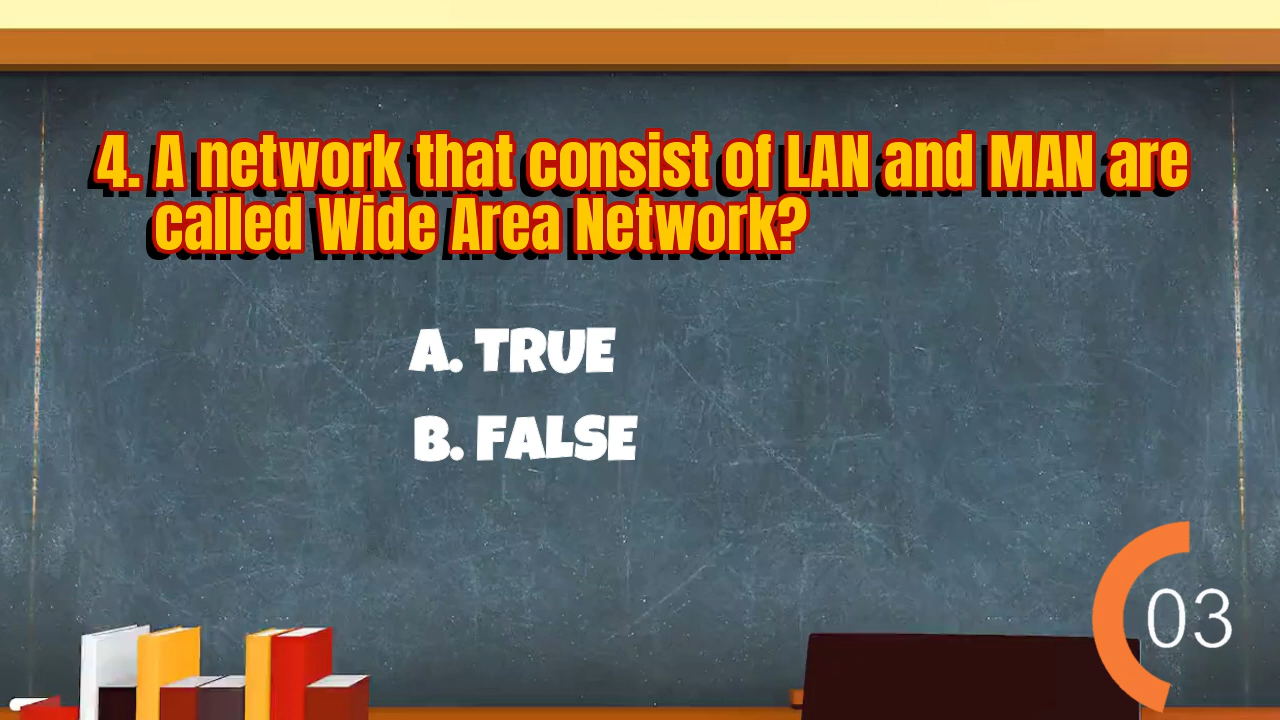 4. A network that consist of LAN and MAN are
called Wide Area Network?
A. TRUE
B. FALSE
03